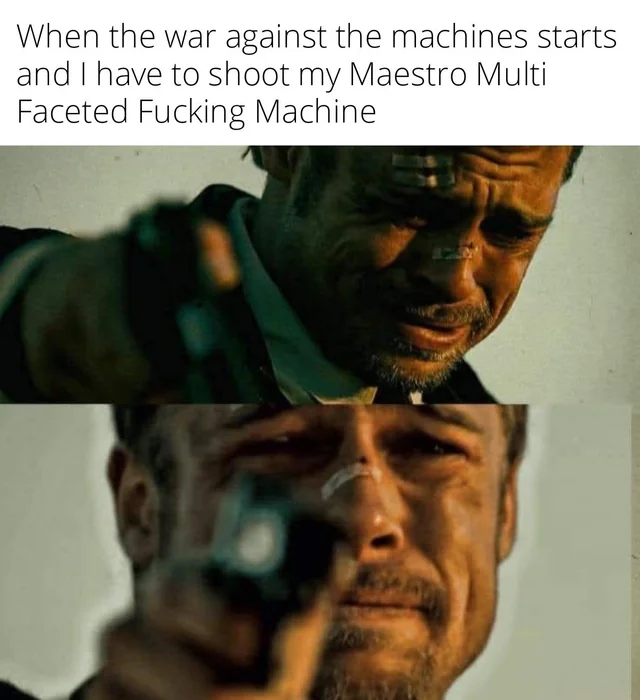 When the war against the machines starts
and I have to shoot my Maestro Multi
Faceted Fucking Machine